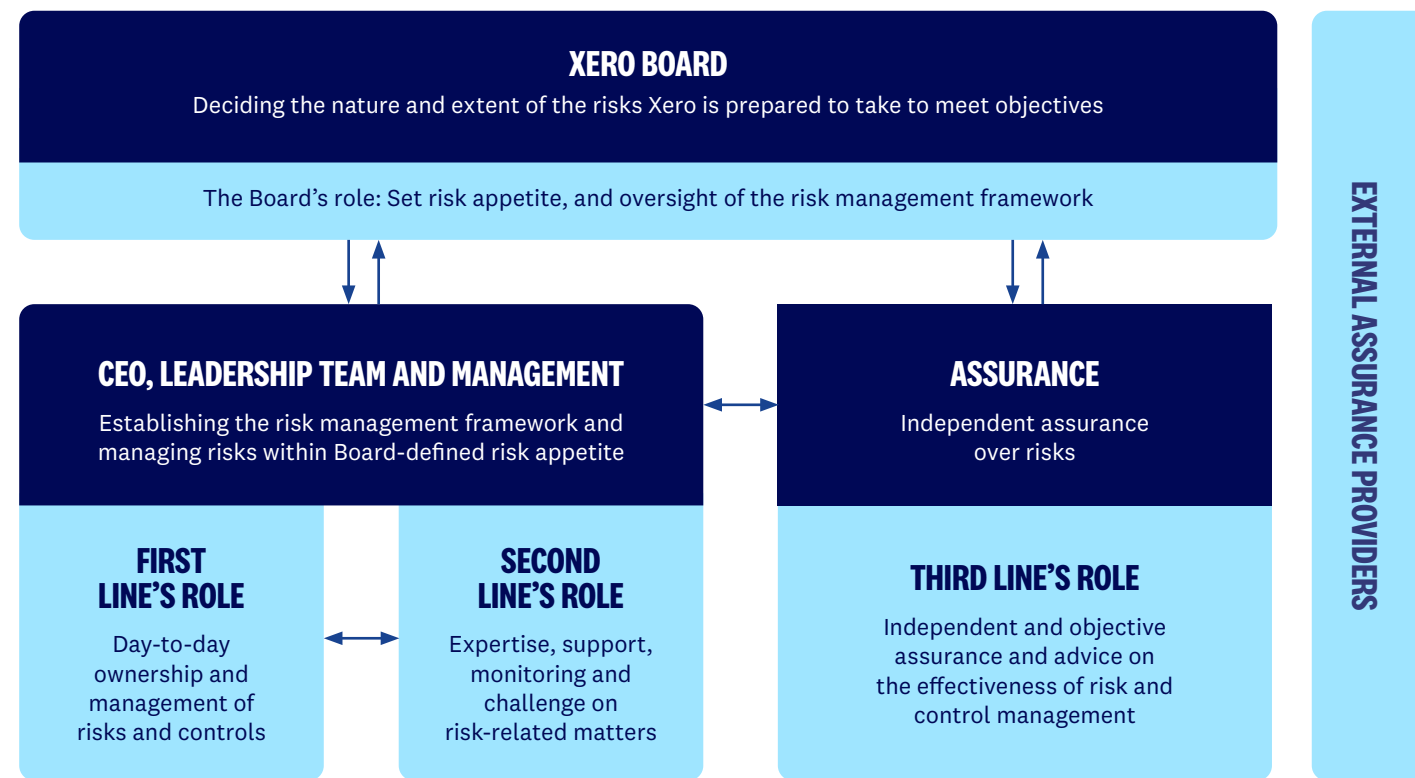 XERO BOARD
Deciding the nature and extent of the risks Xero is prepared to take to meet objectives
The Board’s role: Set risk appetite, and oversight of the risk management framework
CEO, LEADERSHIP TEAM AND MANAGEMENT
Establishing the risk management framework and
managing risks within Board-defined risk appetite
FIRST
LINE’S ROLE
Day-to-day
ownership and
management of
risks and controls
SECOND
LINE’S ROLE
Expertise, support,
monitoring and
challenge on
risk-related matters
ASSURANCE
Independent assurance
over risks
THIRD LINE’S ROLE
Independent and objective
assurance and advice on
the effectiveness of risk and
control management
EXTERNAL ASSURANCE PROVIDERS